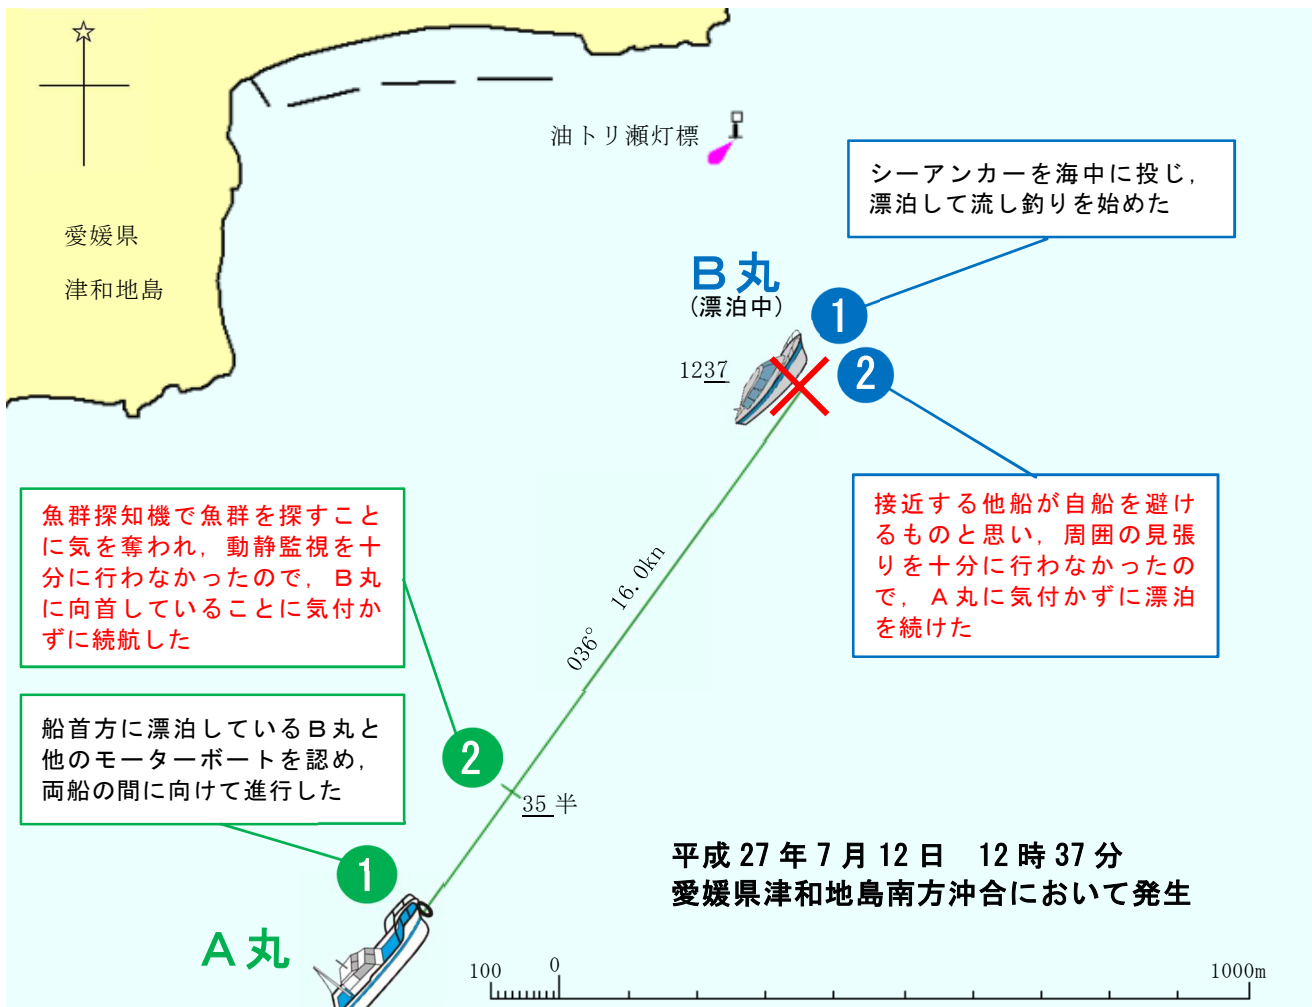 油トリ瀬灯標
シーアンカーを海中に投じ，
漂泊して流し釣りを始めた
愛媛県
津和地島
Ｂ丸
(漂泊中)
1
1237
2
魚群探知機で魚群を探すこと
に気を奪われ，動静監視を十
分に行わなかったので，Ｂ丸
に向首していることに気付か
ずに続航した
接近する他船が自船を避け
るものと思い，周囲の見張
りを十分に行わなかったの
で，Ａ丸に気付かずに漂泊
を続けた
16.0kn
036°
船首方に漂泊しているＢ丸と
他のモーターボートを認め，
両船の間に向けて進行した
2
35半
1
Ａ丸
平成27年7月12日　12時37分
愛媛県津和地島南方沖合において発生
100 0 1000m